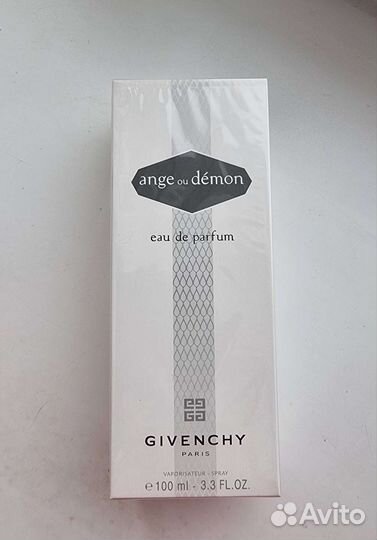 ange ou démon
eau de parfum
GIVENCHY
PARIS
VAPORISATEUR - SPRAY
e 100 ml - 3.3 FL.OZ.
Avito